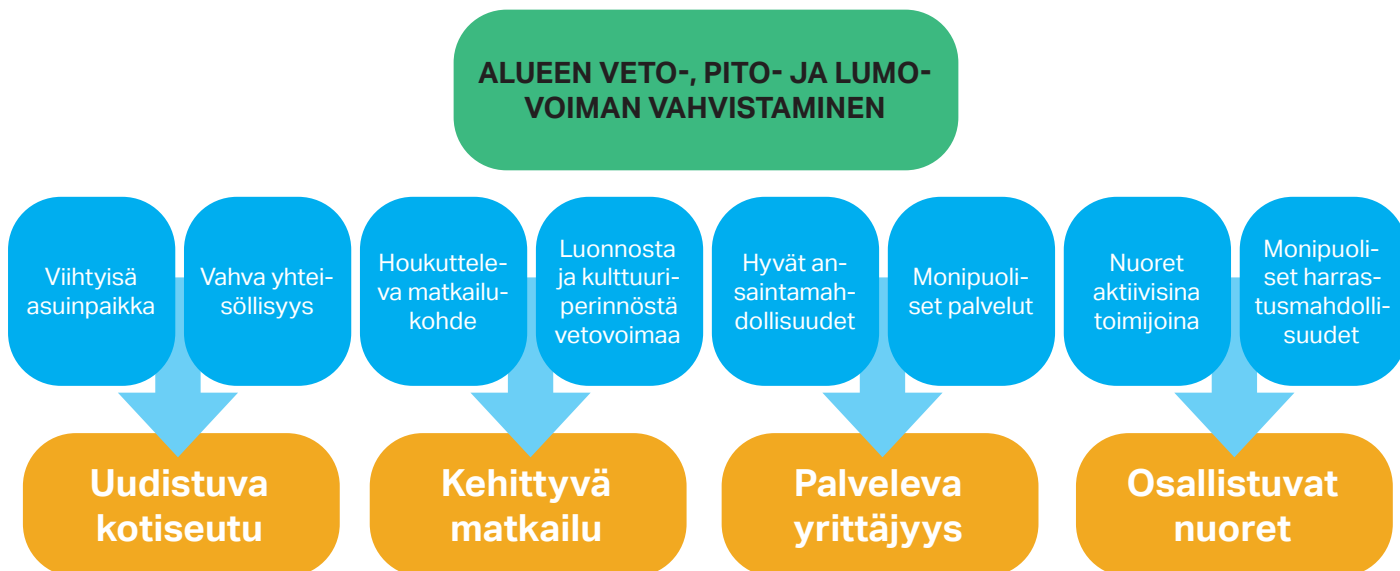 ALUEEN VETO-, PITO- JA LUMO-
VOIMAN VAHVISTAMINEN
Viihtyisä
asuinpaikka
Vahva yhtei-
söllisyys
Houkuttele-
va matkailu-
kohde
Luonnosta
ja kulttuuri-
perinnöstä
vetovoimaa
Hyvät an-
saintamah-
dollisuudet
Monipuoli-
set palvelut
Nuoret
aktiivisina
toimijoina
Monipuoli-
set harras-
tusmahdolli-
suudet
Uudistuva
kotiseutu
Kehittyvä
matkailu
Palveleva
yrittäjyys
Osallistuvat
nuoret